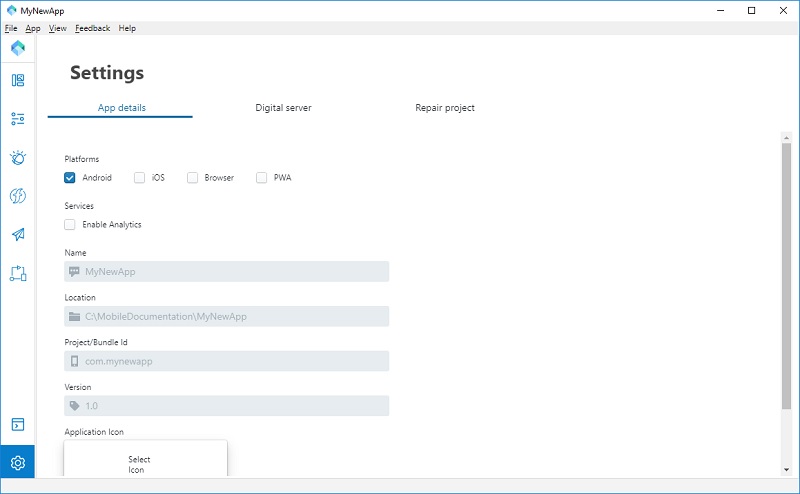 MyNewApp
File App View Feedback Help
Settings
App details Digital server Repair project
Platforms
Android iOS Browser PWA
Services
Enable Analytics
Name
MyNewApp
Location
C:\MobileDocumentation\MyNewApp
Project/Bundle Id
com.mynewapp
Version
1.0
Application Icon
Select
Icon